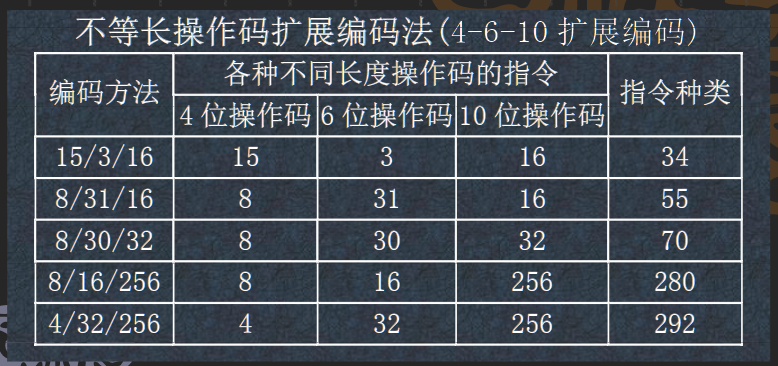 不等长操作码扩展编码法(4-6-10扩展编码)
编码方法 各种不同长度操作码的指令 指令种类
4位操作码 6位操作码 10位操作码
15/3/16 15 3 16 34
8/31/16 8 31 16 55
8/30/32 8 30 32 70
8/16/256 8 16 256 280
4/32/256 4 32 256 292